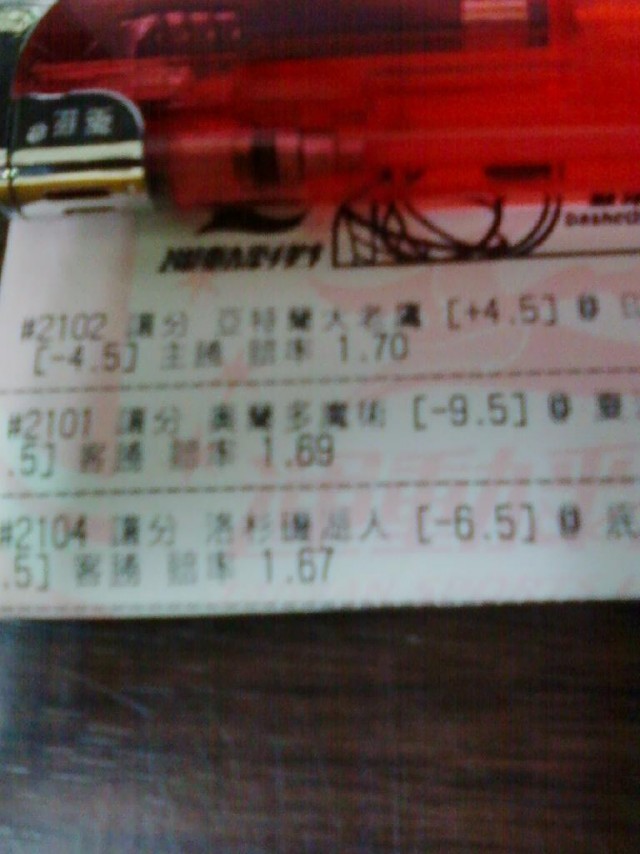 #2102 讓分 亞特蘭大老鷹 [+4.5] @
[-4.5] 主勝 賠率 1.70
#2101 讓分 奧蘭多魔術 [-9.5] @
.5] 客勝 賠率 1.69
#2104 讓分 洛杉磯湖人 [-6.5] @ 底
.5] 客勝 賠率 1.67